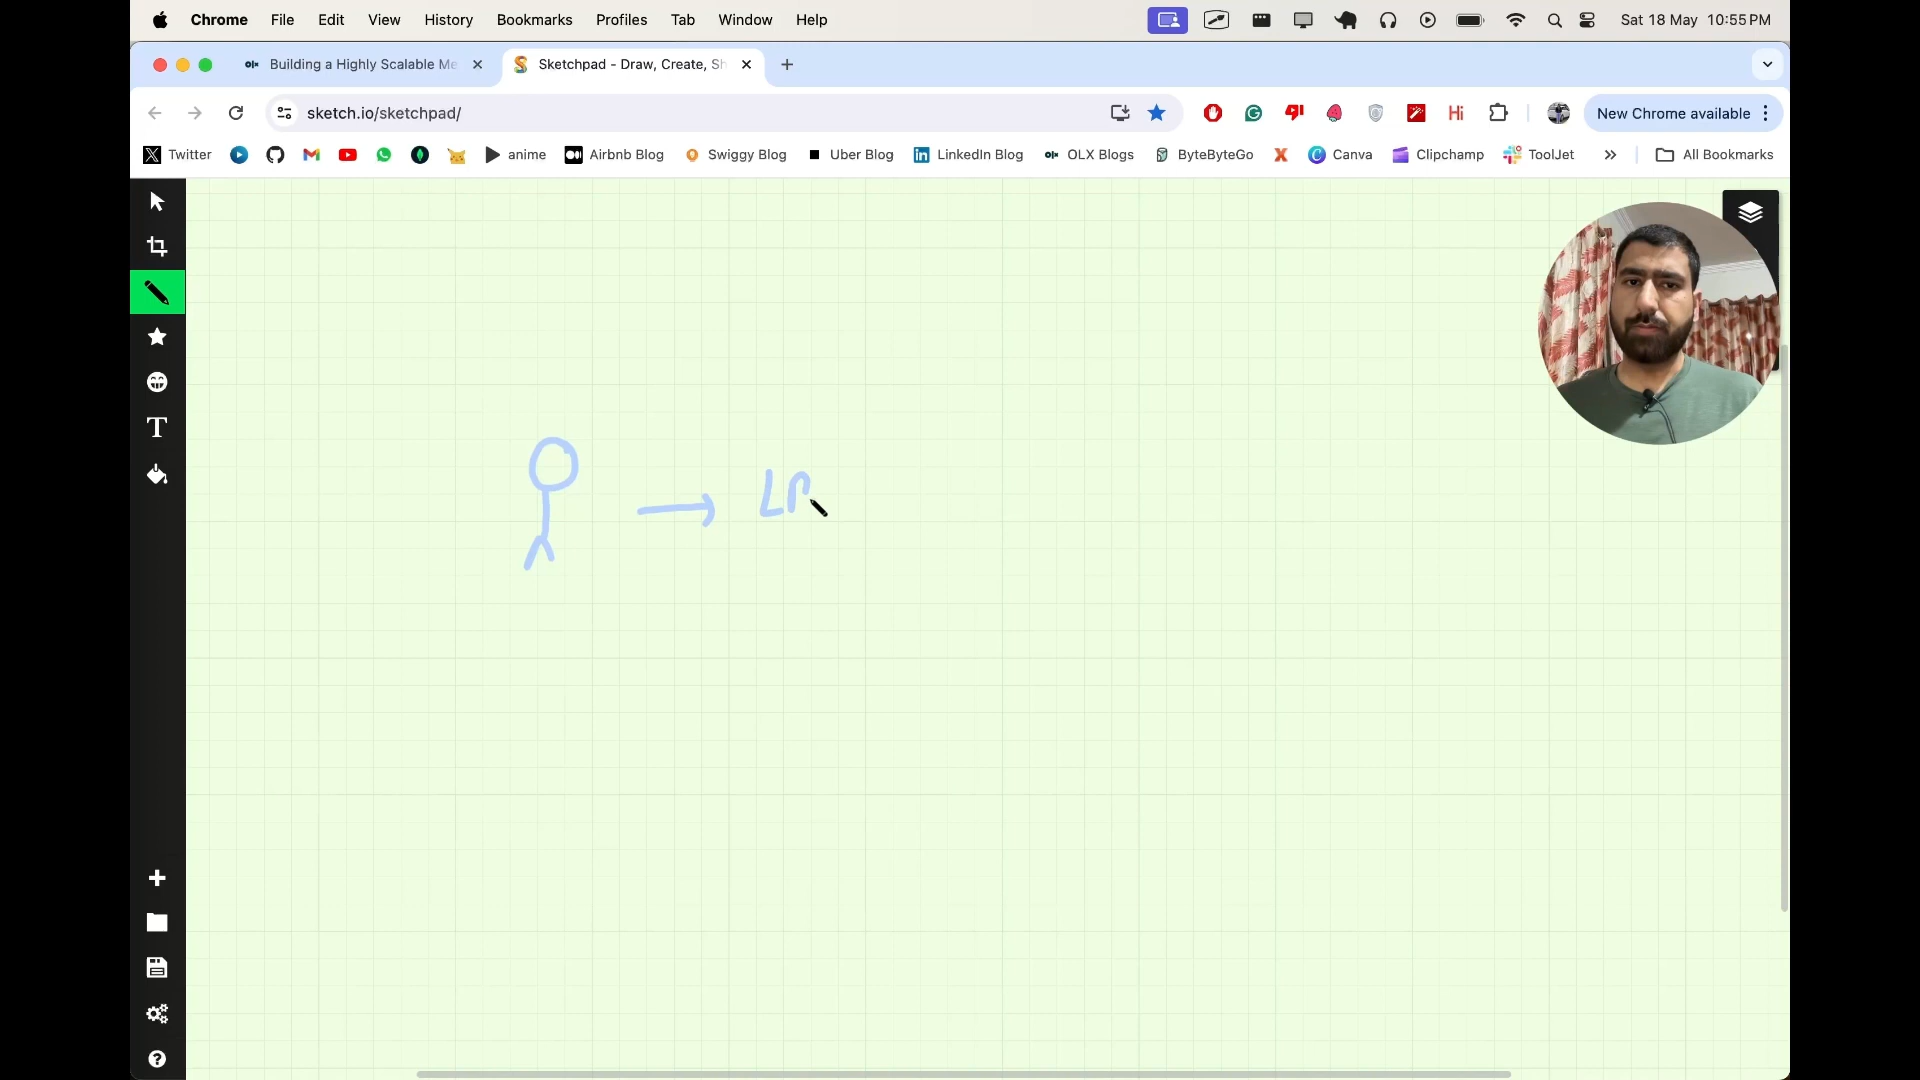 Chrome File Edit View History Bookmarks Profiles Tab Window Help Sat 18 May 10:55 PM
Building a Highly Scalable Me
Sketchpad - Draw, Create, Sh
sketch.io/sketchpad/
Hi
New Chrome available
Twitter anime Airbnb Blog Swiggy Blog Uber Blog LinkedIn Blog OLX Blogs ByteByteGo Canva Clipchamp ToolJet All Bookmarks
T